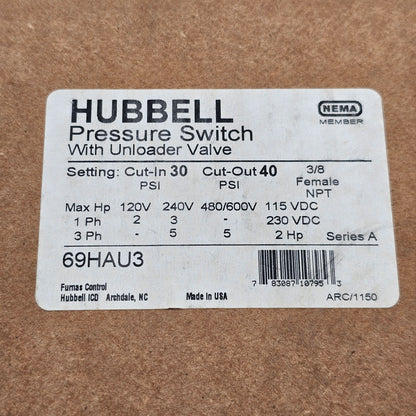 HUBBELL
NEMA
MEMBER
Pressure Switch
With Unloader Valve
Setting: Cut-In 30 Cut-Out 40 3/8
PSI PSI Female
NPT
Max Hp 120V 240V 480/600V 115 VDC
1 Ph 2 3 - 230 VDC
3 Ph - 5 5 2 Hp Series A
69HAU3
7 83087 10795 3
Furnas Control
Hubbell ICD Archdale, NC Made in USA
ARC/1150